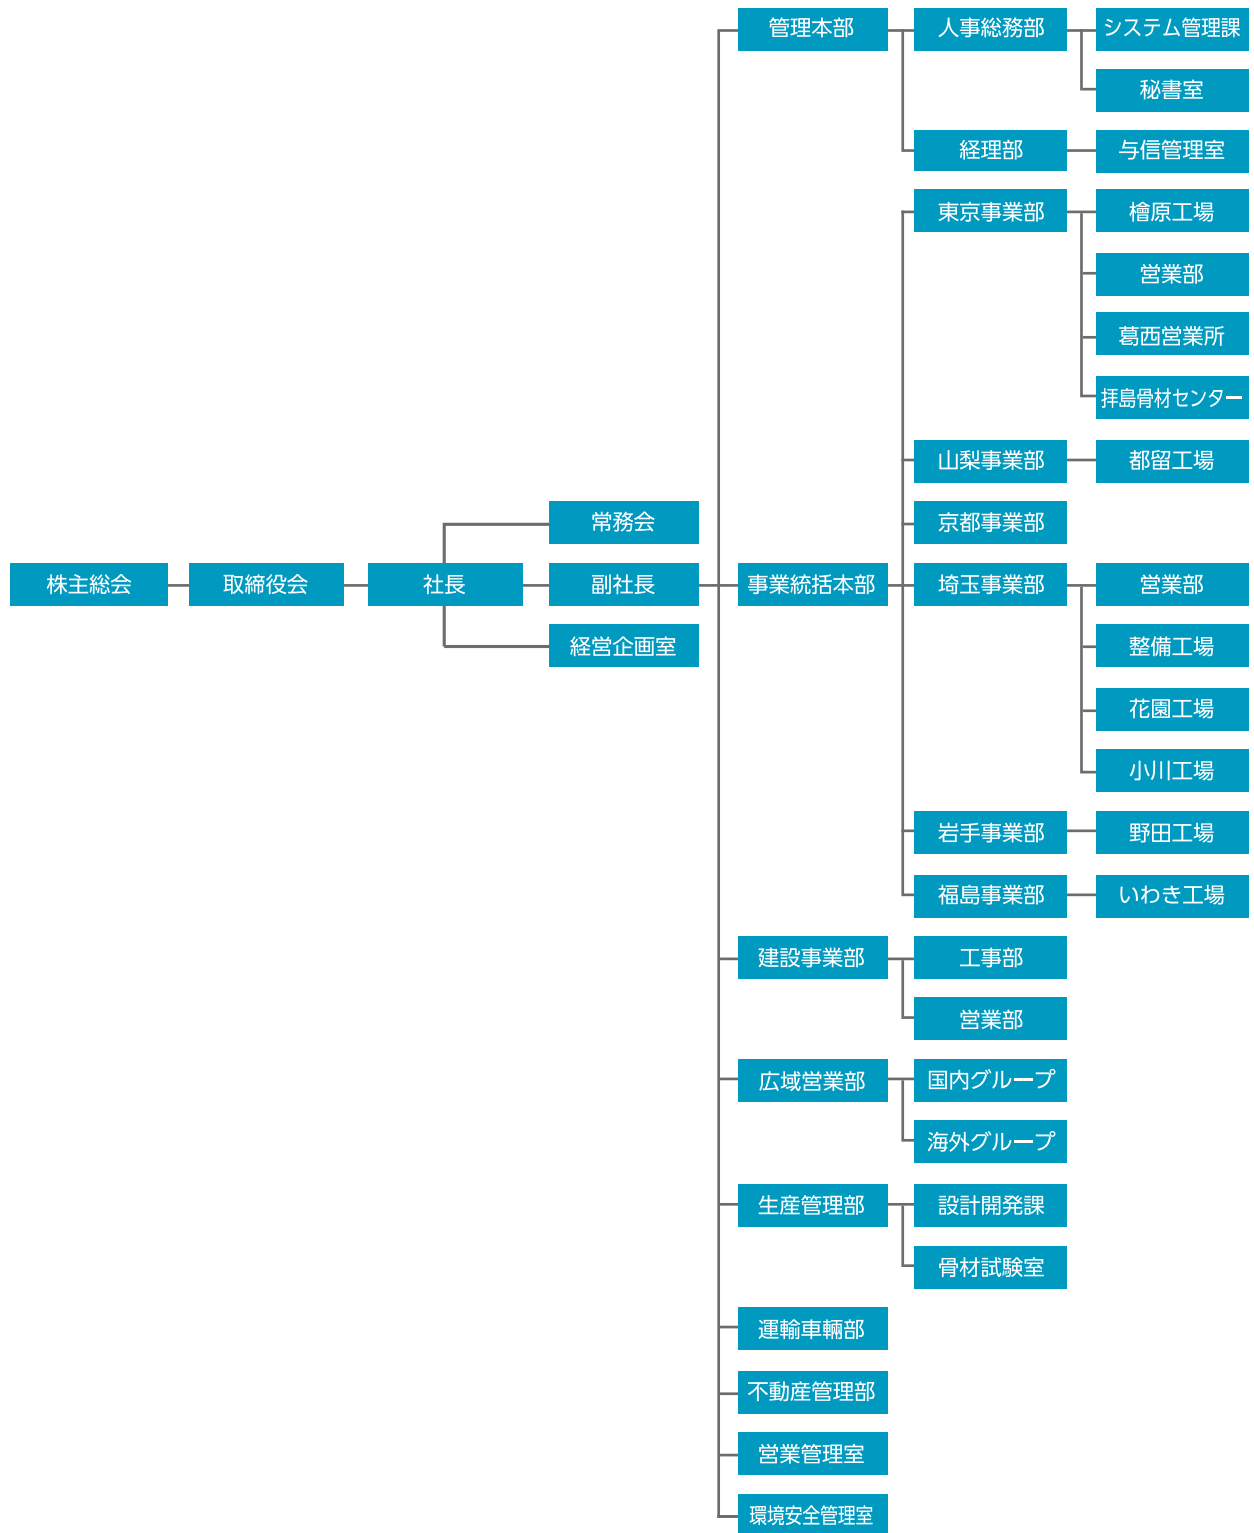 株主総会
取締役会
社長
常務会
副社長
経営企画室
管理本部
人事総務部
システム管理課
秘書室
経理部
与信管理室
事業統括本部
東京事業部
檜原工場
営業部
葛西営業所
拝島骨材センター
山梨事業部
都留工場
京都事業部
埼玉事業部
営業部
整備工場
花園工場
小川工場
岩手事業部
野田工場
福島事業部
いわき工場
建設事業部
工事部
営業部
広域営業部
国内グループ
海外グループ
生産管理部
設計開発課
骨材試験室
運輸車輛部
不動産管理部
営業管理室
環境安全管理室